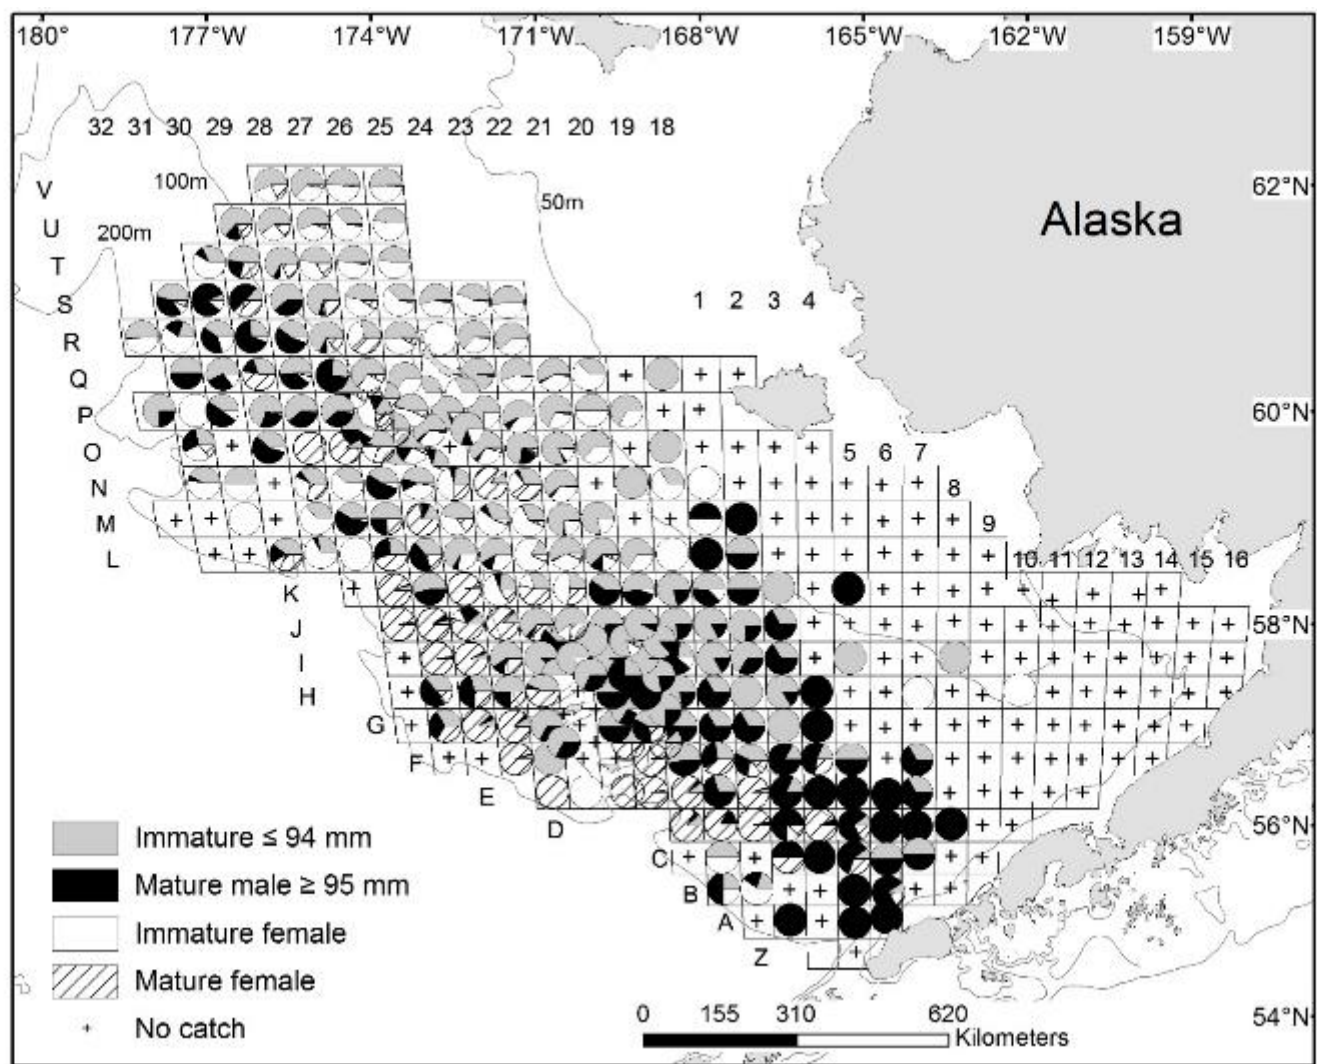 180° 177°W 174°W 171°W 168°W 165°W 162°W 159°W
32 31 30 29 28 27 26 25 24 23 22 21 20 19 18
V
100m
62°N
50m
U
200m
Alaska
T
S
1 2 3 4
R
Q
P
60°N
O
5 6 7
N
8
M
9
L
10 11 12 13 14 15 16
K
J
58°N
I
H
G
F
E
D
56°N
C
B
A
Z
Immature ≤ 94 mm
Mature male ≥ 95 mm
Immature female
Mature female
+ No catch
0 155 310 620
Kilometers
54°N